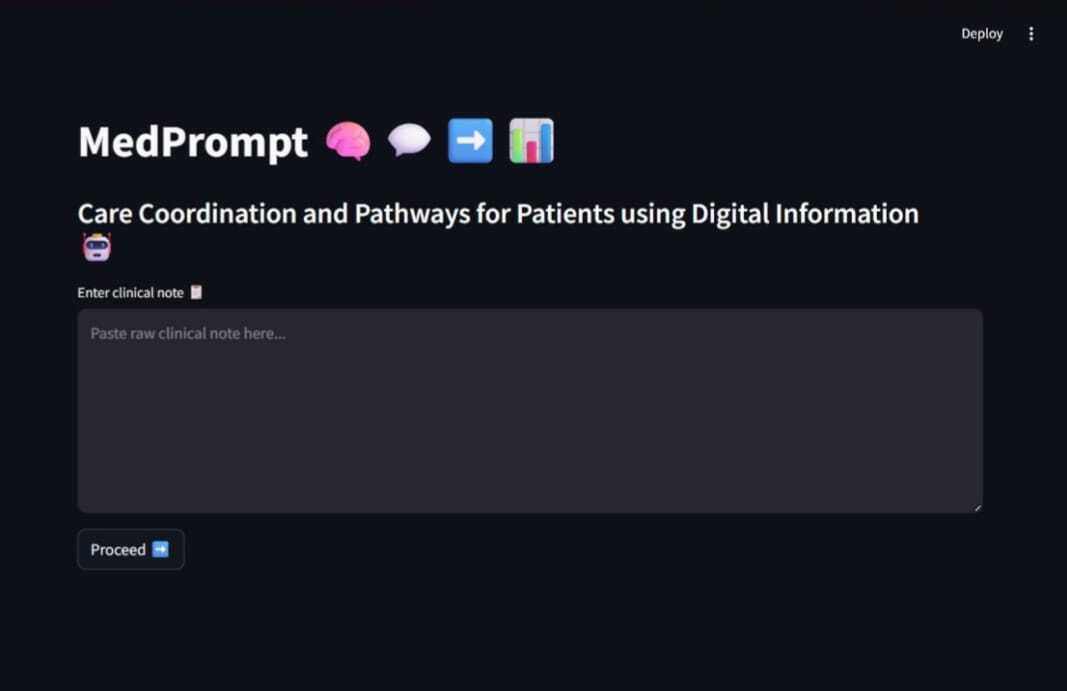 Deploy
MedPrompt 🧠 💬 ➡️ 📊
Care Coordination and Pathways for Patients using Digital Information
🤖
Enter clinical note 📋
Paste raw clinical note here...
Proceed ➡️